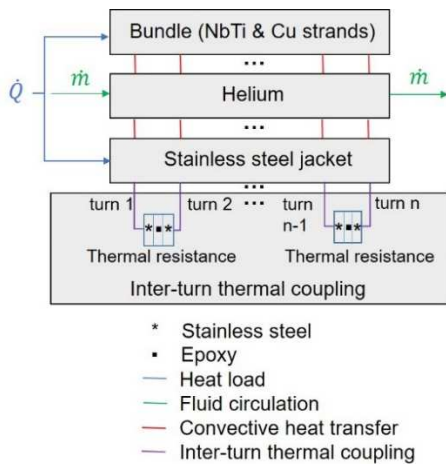 Bundle (NbTi & Cu strands)
...
Q̇
ṁ
Helium
ṁ
...
Stainless steel jacket
turn 1
turn 2
...
turn n-1
turn n
* ▪ *
* ▪ *
Thermal resistance
Thermal resistance
Inter-turn thermal coupling
* Stainless steel
▪ Epoxy
Heat load
Fluid circulation
Convective heat transfer
Inter-turn thermal coupling